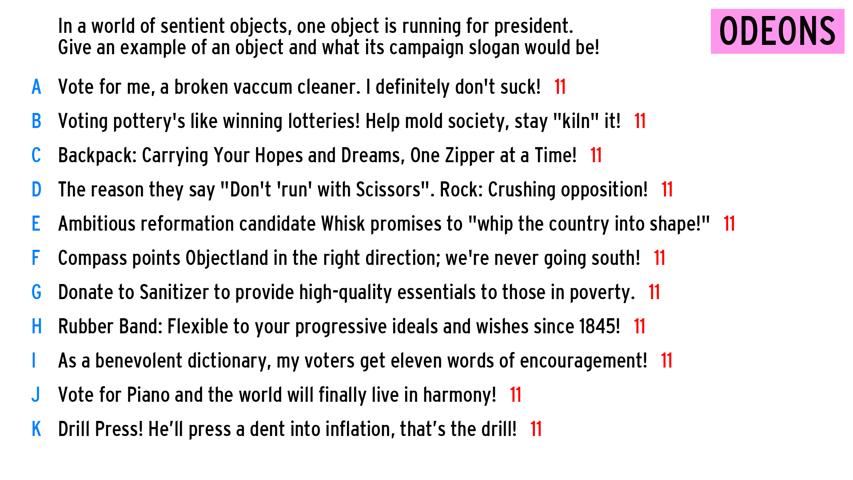 In a world of sentient objects, one object is running for president.
Give an example of an object and what its campaign slogan would be!
ODEONS
A Vote for me, a broken vaccum cleaner. I definitely don't suck! 11
B Voting pottery's like winning lotteries! Help mold society, stay "kiln" it! 11
C Backpack: Carrying Your Hopes and Dreams, One Zipper at a Time! 11
D The reason they say "Don't 'run' with Scissors". Rock: Crushing opposition! 11
E Ambitious reformation candidate Whisk promises to "whip the country into shape!" 11
F Compass points Objectland in the right direction; we're never going south! 11
G Donate to Sanitizer to provide high-quality essentials to those in poverty. 11
H Rubber Band: Flexible to your progressive ideals and wishes since 1845! 11
I As a benevolent dictionary, my voters get eleven words of encouragement! 11
J Vote for Piano and the world will finally live in harmony! 11
K Drill Press! He’ll press a dent into inflation, that’s the drill! 11